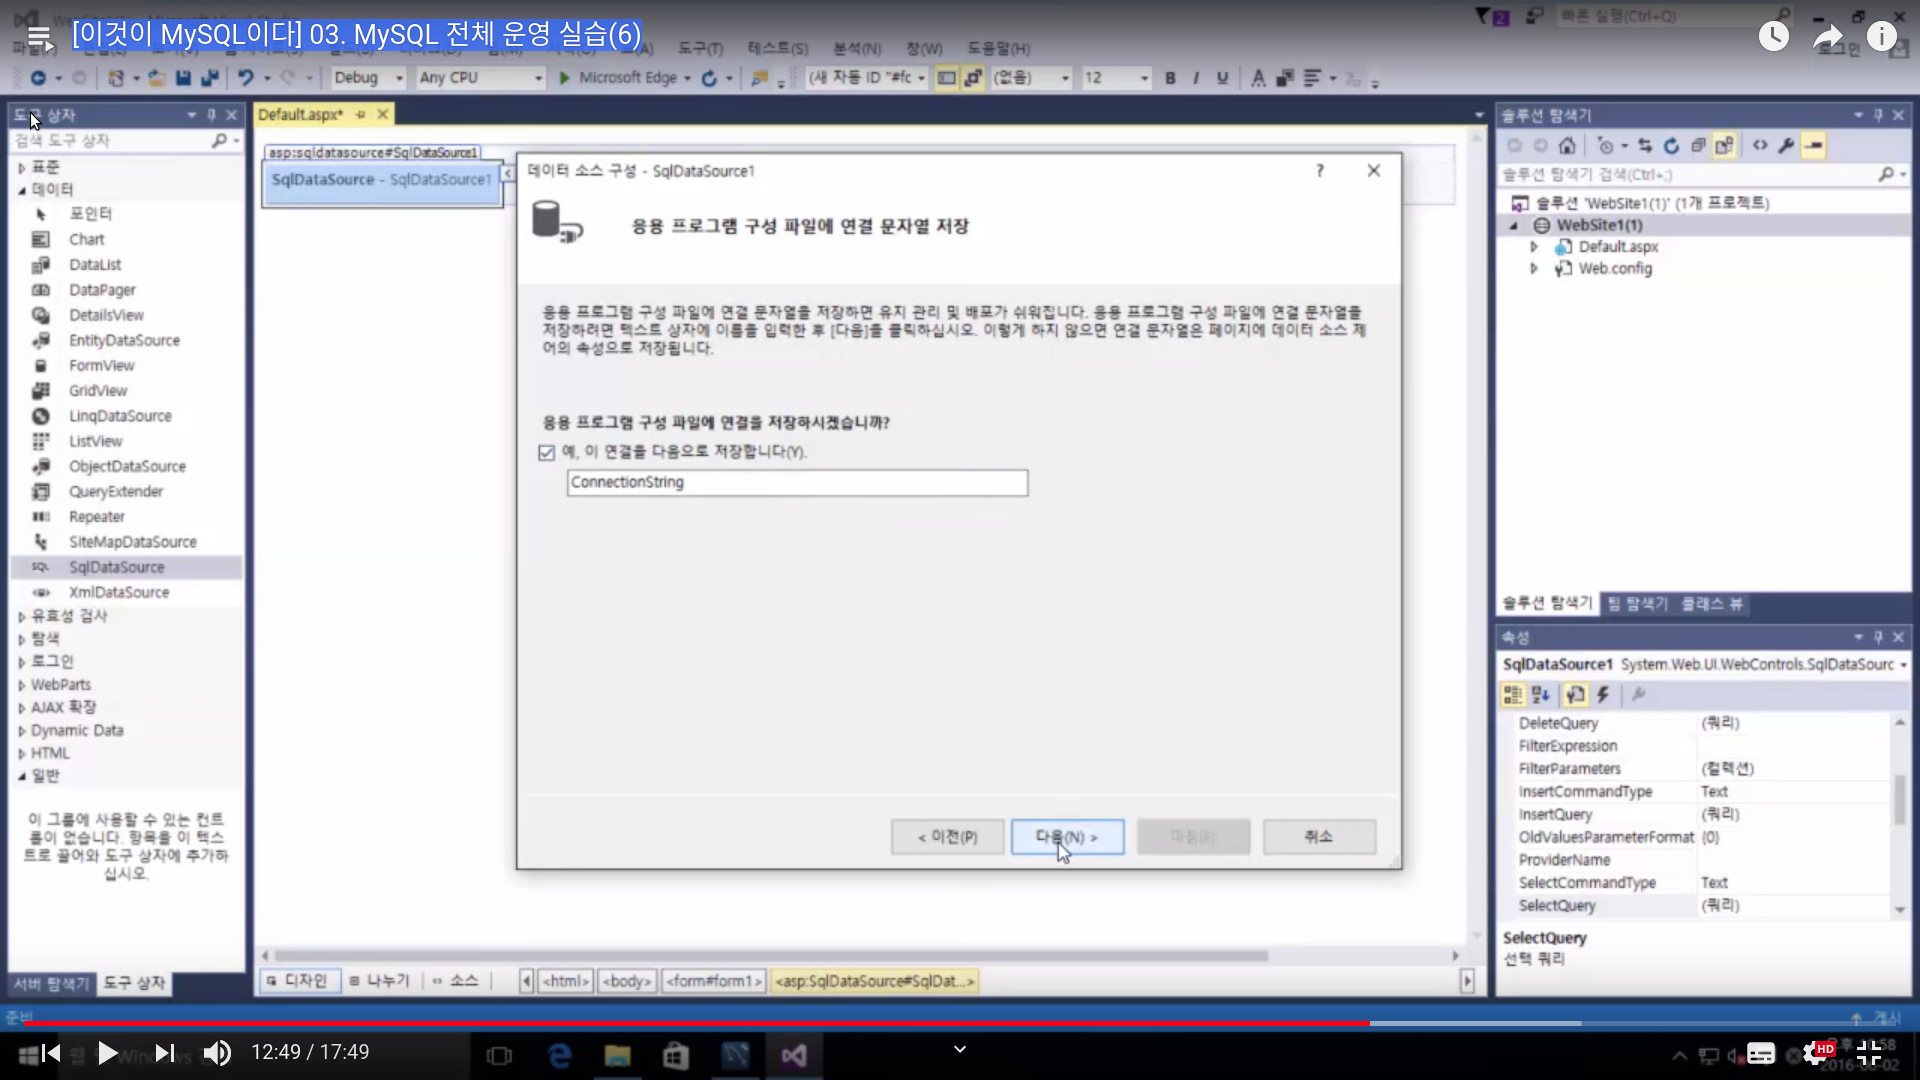 [이것이 MySQL이다] 03. MySQL 전체 운영 실습(6)
빠른 실행(Ctrl+Q)
도구(T) 테스트(S) 분석(N) 창(W) 도움말(H)
로그인
Debug Any CPU Microsoft Edge (새 자동 ID "#fc (없음) 12 B I U A
도구 상자
검색 도구 상자
표준
데이터
포인터
Chart
DataList
DataPager
DetailsView
EntityDataSource
FormView
GridView
LinqDataSource
ListView
ObjectDataSource
QueryExtender
Repeater
SiteMapDataSource
SQL SqlDataSource
XmlDataSource
유효성 검사
탐색
로그인
WebParts
AJAX 확장
Dynamic Data
HTML
일반
이 그룹에 사용할 수 있는 컨트
롤이 없습니다. 항목을 이 텍스
트로 끌어와 도구 상자에 추가하
십시오.
서버 탐색기 도구 상자
Default.aspx*
asp:sqldatasource#SqlDataSource1
SqlDataSource - SqlDataSource1
데이터 소스 구성 - SqlDataSource1
응용 프로그램 구성 파일에 연결 문자열 저장
응용 프로그램 구성 파일에 연결 문자열을 저장하면 유지 관리 및 배포가 쉬워집니다. 응용 프로그램 구성 파일에 연결 문자열을
저장하려면 텍스트 상자에 이름을 입력한 후 [다음]을 클릭하십시오. 이렇게 하지 않으면 연결 문자열은 페이지에 데이터 소스 제
어의 속성으로 저장됩니다.
응용 프로그램 구성 파일에 연결을 저장하시겠습니까?
예, 이 연결을 다음으로 저장합니다(Y).
ConnectionString
< 이전(P) 다음(N) > 마침(F) 취소
디자인 나누기 소스 <html> <body> <form#form1> <asp:SqlDataSource#SqlDat...>
솔루션 탐색기
솔루션 탐색기 검색(Ctrl+;)
솔루션 'WebSite1(1)' (1개 프로젝트)
WebSite1(1)
Default.aspx
Web.config
솔루션 탐색기 팀 탐색기 클래스 뷰
속성
SqlDataSource1 System.Web.UI.WebControls.SqlDataSourc
DeleteQuery (쿼리)
FilterExpression
FilterParameters (컬렉션)
InsertCommandType Text
InsertQuery (쿼리)
OldValuesParameterFormat {0}
ProviderName
SelectCommandType Text
SelectQuery (쿼리)
SelectQuery
선택 쿼리
준비
게시
12:49 / 17:49
HD